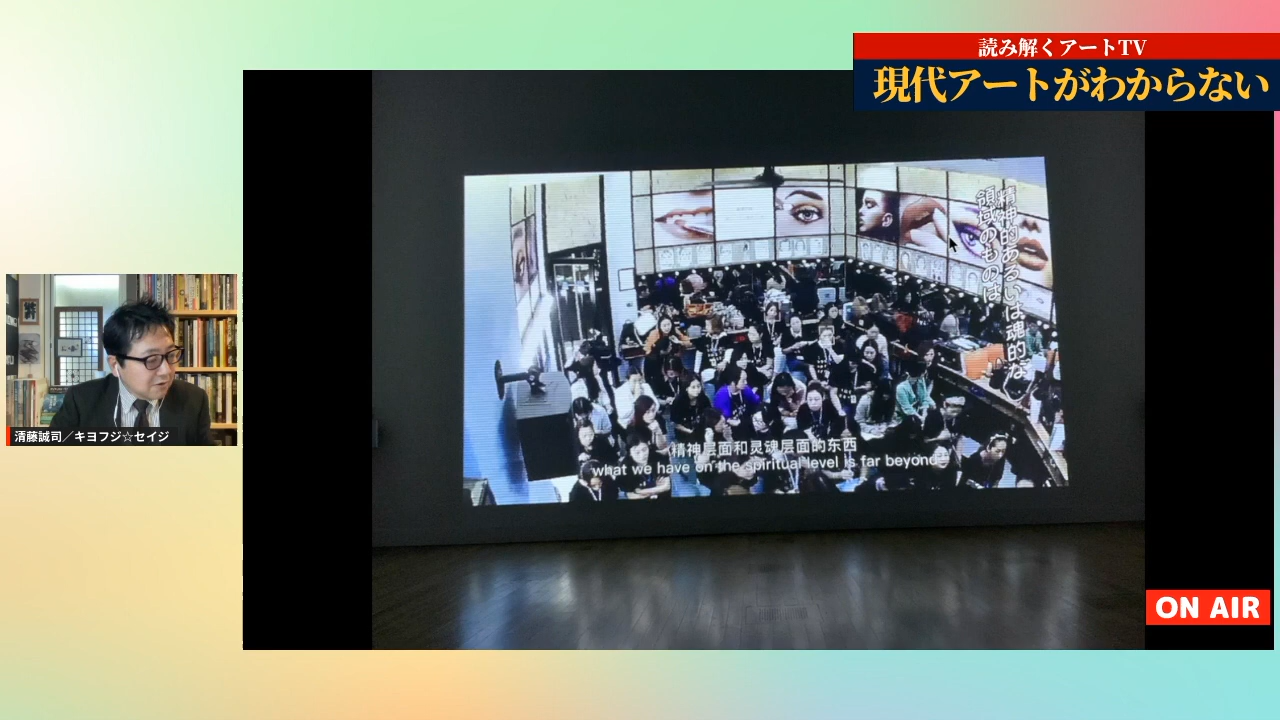 読み解くアートTV
現代アートがわからない
精神的あるいは魂的な
領域のものは
精神层面和灵魂层面的东西
what we have on the spiritual level is far beyond
清藤誠司／キヨフジ☆セイジ
ON AIR